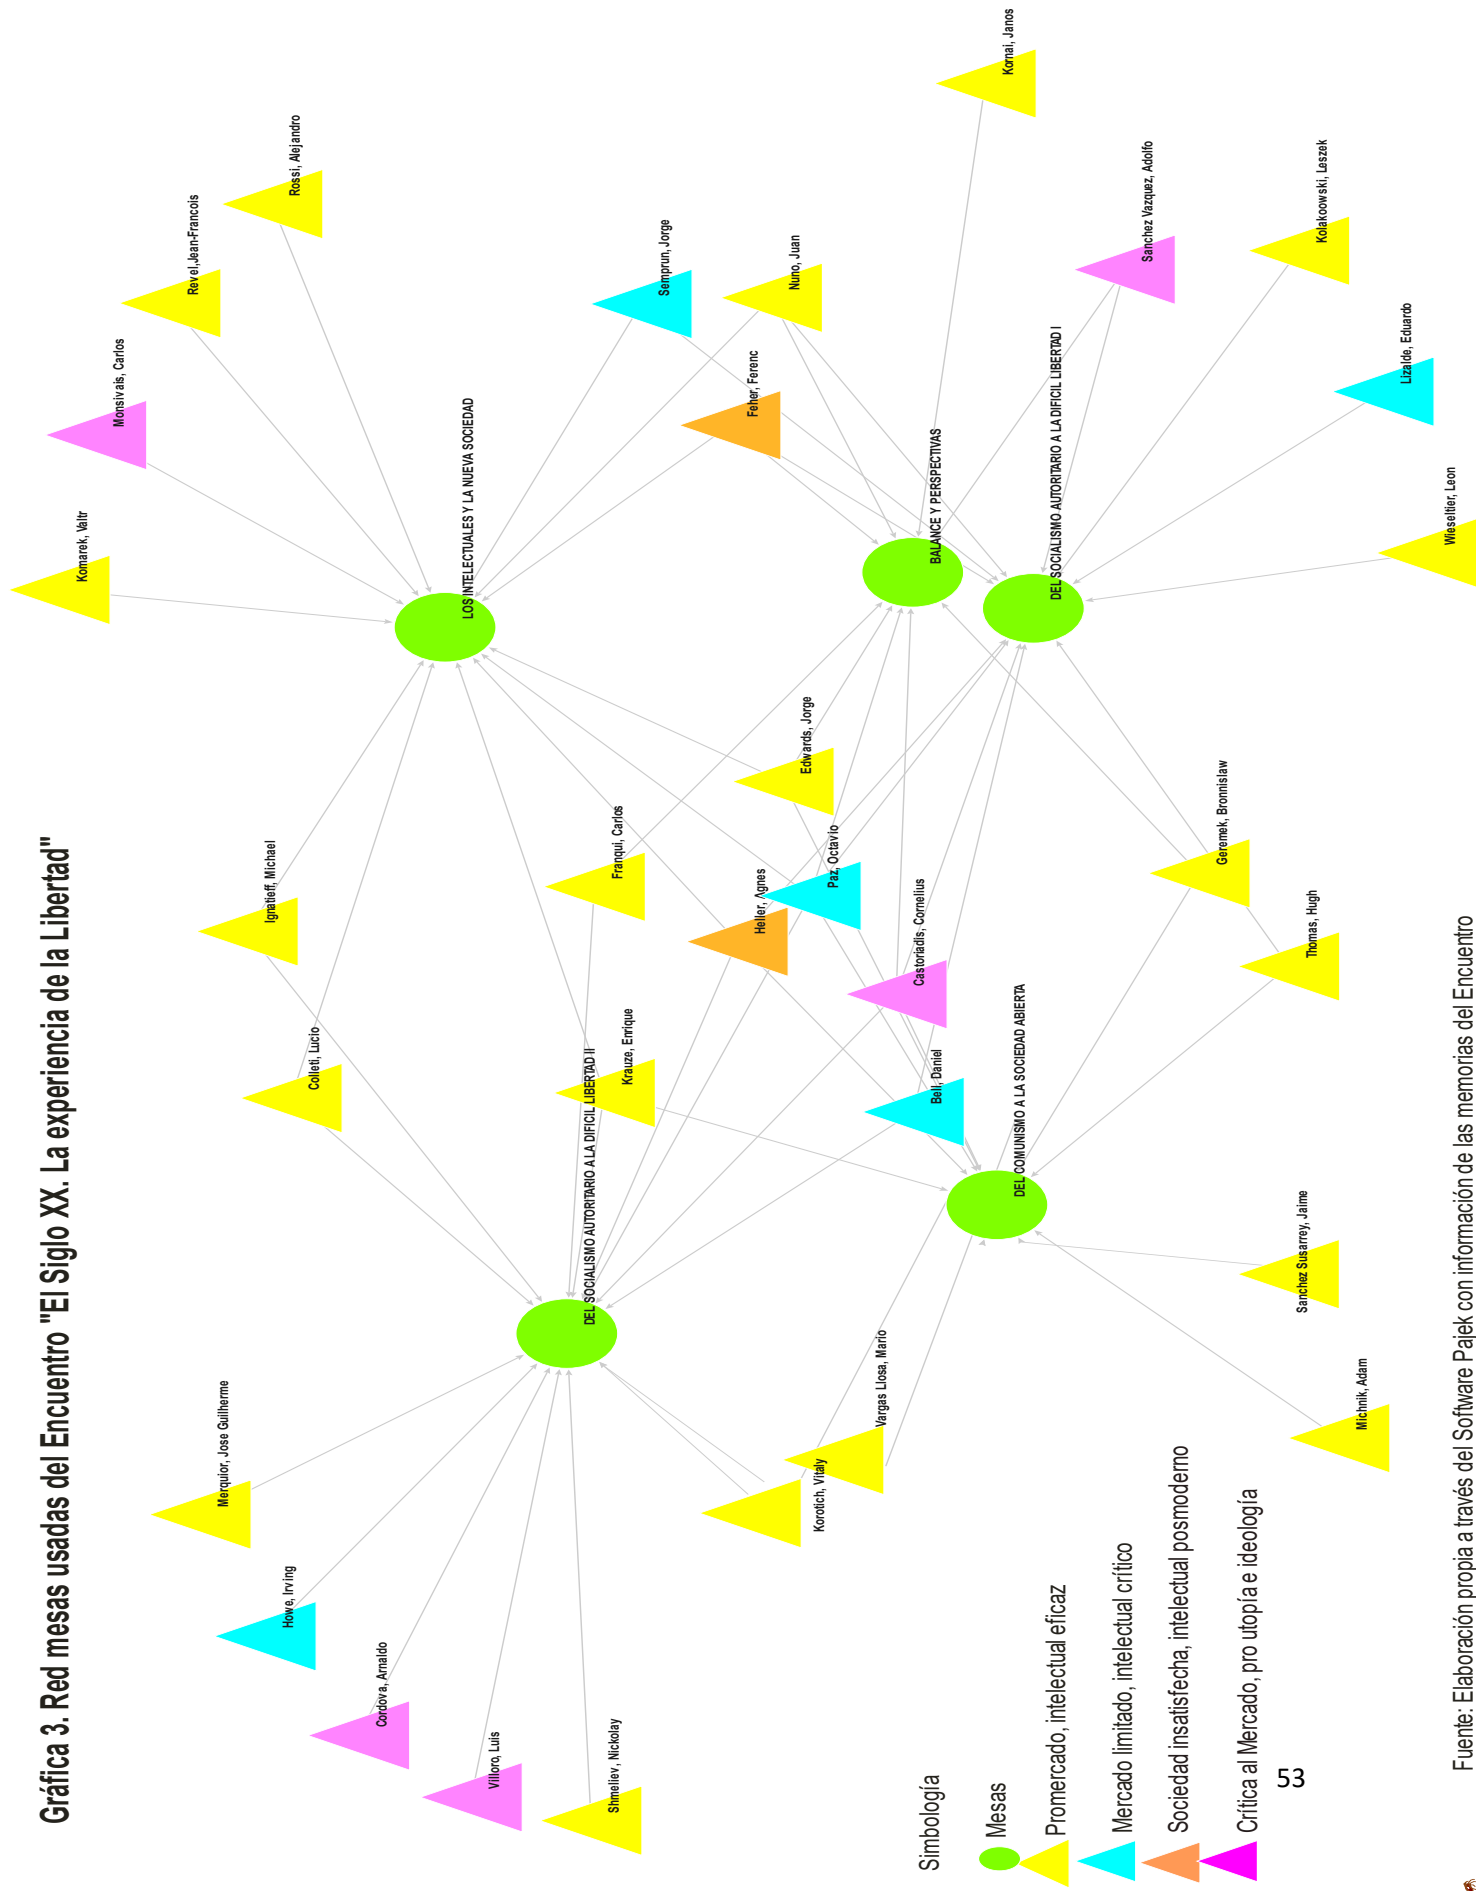 Gráfica 3. Red mesas usadas del Encuentro "El Siglo XX. La experiencia de la Libertad"
Komarek, Valtr
Monsivais, Carlos
Revel,Jean-Francois
Rossi, Alejandro
LOS INTELECTUALES Y LA NUEVA SOCIEDAD
Semprun, Jorge
Nuno, Juan
Feher, Ferenc
Kornai, Janos
BALANCE Y PERSPECTIVAS
DEL SOCIALISMO AUTORITARIO A LA DIFICIL LIBERTAD I
Sanchez Vazquez, Adolfo
Kolakoowski, Leszek
Lizalde, Eduardo
Wieseltier, Leon
Ignatieff, Michael
Colleti, Lucio
Franqui, Carlos
Edwards, Jorge
Heller, Agnes
Paz, Octavio
Castoriadis, Cornelius
Krauze, Enrique
Bell, Daniel
Geremek, Bronnislaw
Thomas, Hugh
DEL SOCIALISMO AUTORITARIO A LA DIFICIL LIBERTAD II
DEL COMUNISMO A LA SOCIEDAD ABIERTA
Sanchez Susarrey, Jaime
Michnik, Adam
Vargas Llosa, Mario
Korotich, Vitaly
Merquior, Jose Guilherme
Howe, Irving
Cordova, Arnaldo
Villoro, Luis
Shmeliev, Nickolay
Simbología
Mesas
Promercado, intelectual eficaz
Mercado limitado, intelectual crítico
Sociedad insatisfecha, intelectual posmoderno
Crítica al Mercado, pro utopía e ideología
53
Fuente: Elaboración propia a través del Software Pajek con información de las memorias del Encuentro